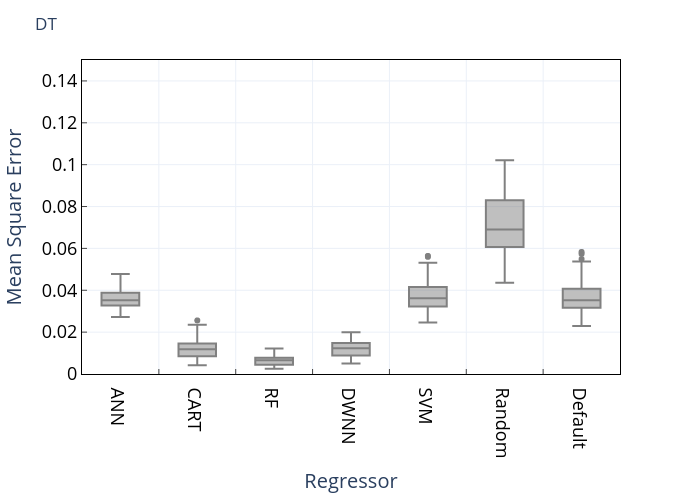 DT
Mean Square Error
0.14
0.12
0.1
0.08
0.06
0.04
0.02
0
ANN
CART
RF
DWNN
SVM
Random
Default
Regressor